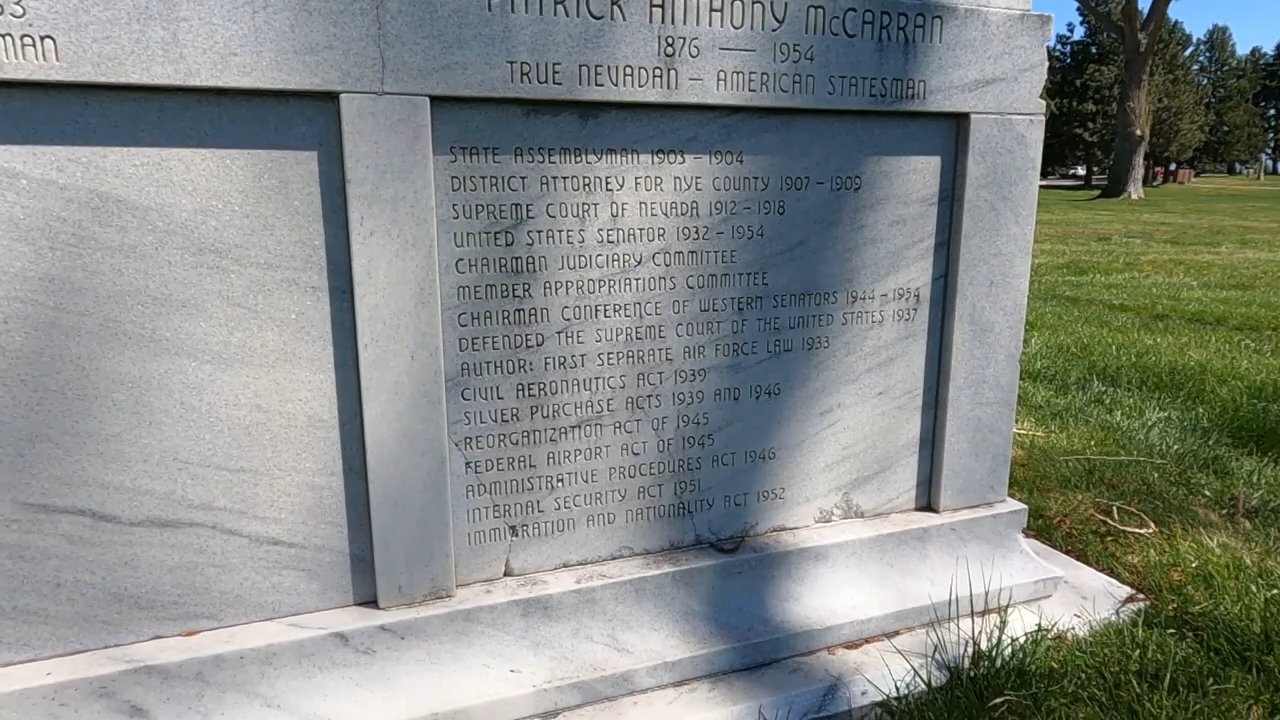 33.
MAN
PATRICK ANTHONY McCARRAN
1876 — 1954
TRUE NEVADAN – AMERICAN STATESMAN
STATE ASSEMBLYMAN 1903 – 1904
DISTRICT ATTORNEY FOR NYE COUNTY 1907 – 1909
SUPREME COURT OF NEVADA 1912 – 1918
UNITED STATES SENATOR 1932 – 1954
CHAIRMAN JUDICIARY COMMITTEE
MEMBER APPROPRIATIONS COMMITTEE
CHAIRMAN CONFERENCE OF WESTERN SENATORS 1944 – 1954
DEFENDED THE SUPREME COURT OF THE UNITED STATES 1937
AUTHOR: FIRST SEPARATE AIR FORCE LAW 1933
CIVIL AERONAUTICS ACT 1939
SILVER PURCHASE ACTS 1939 AND 1946
REORGANIZATION ACT OF 1945
FEDERAL AIRPORT ACT OF 1945
ADMINISTRATIVE PROCEDURES ACT 1946
INTERNAL SECURITY ACT 1951
IMMIGRATION AND NATIONALITY ACT 1952